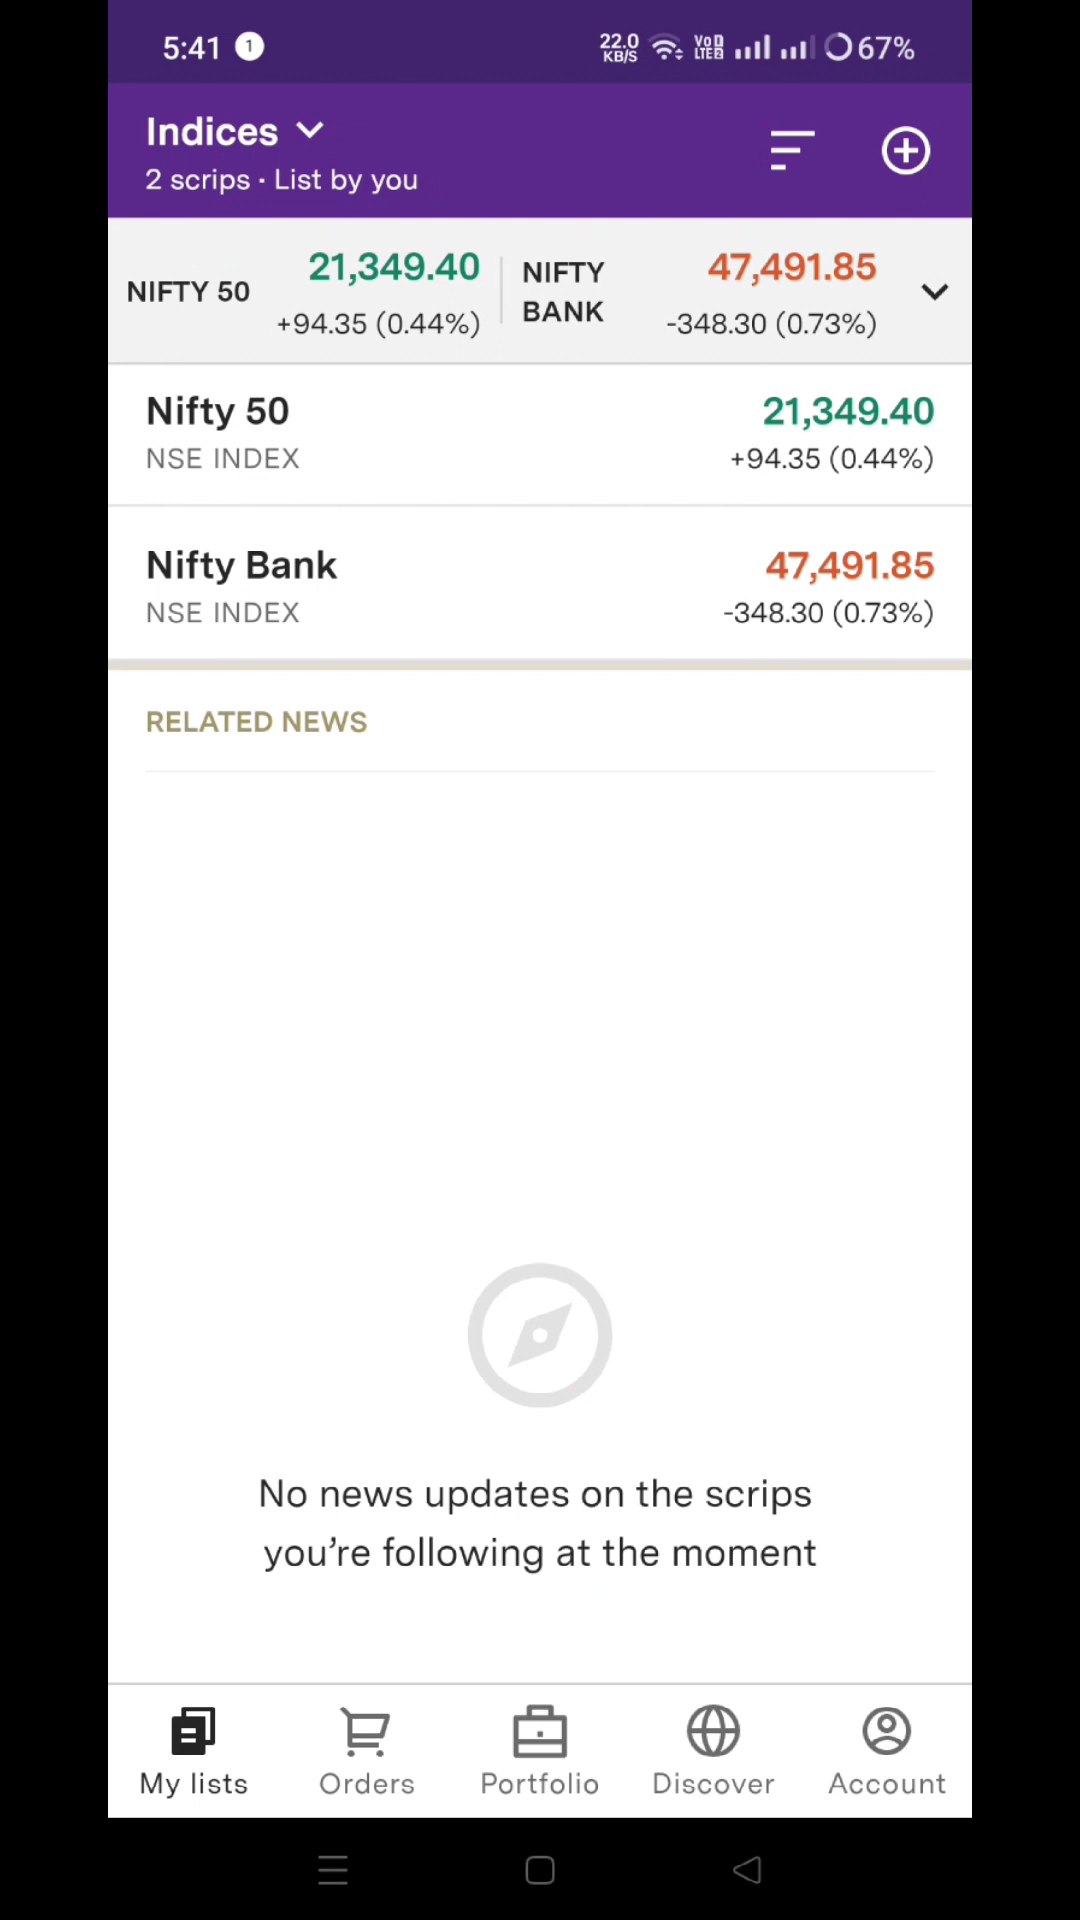 5:41 1 22.0 KB/S 67%
Indices
2 scrips · List by you
NIFTY 50 21,349.40 +94.35 (0.44%)
NIFTY BANK 47,491.85 -348.30 (0.73%)
Nifty 50 21,349.40
NSE INDEX +94.35 (0.44%)
Nifty Bank 47,491.85
NSE INDEX -348.30 (0.73%)
RELATED NEWS
No news updates on the scrips
you’re following at the moment
My lists Orders Portfolio Discover Account